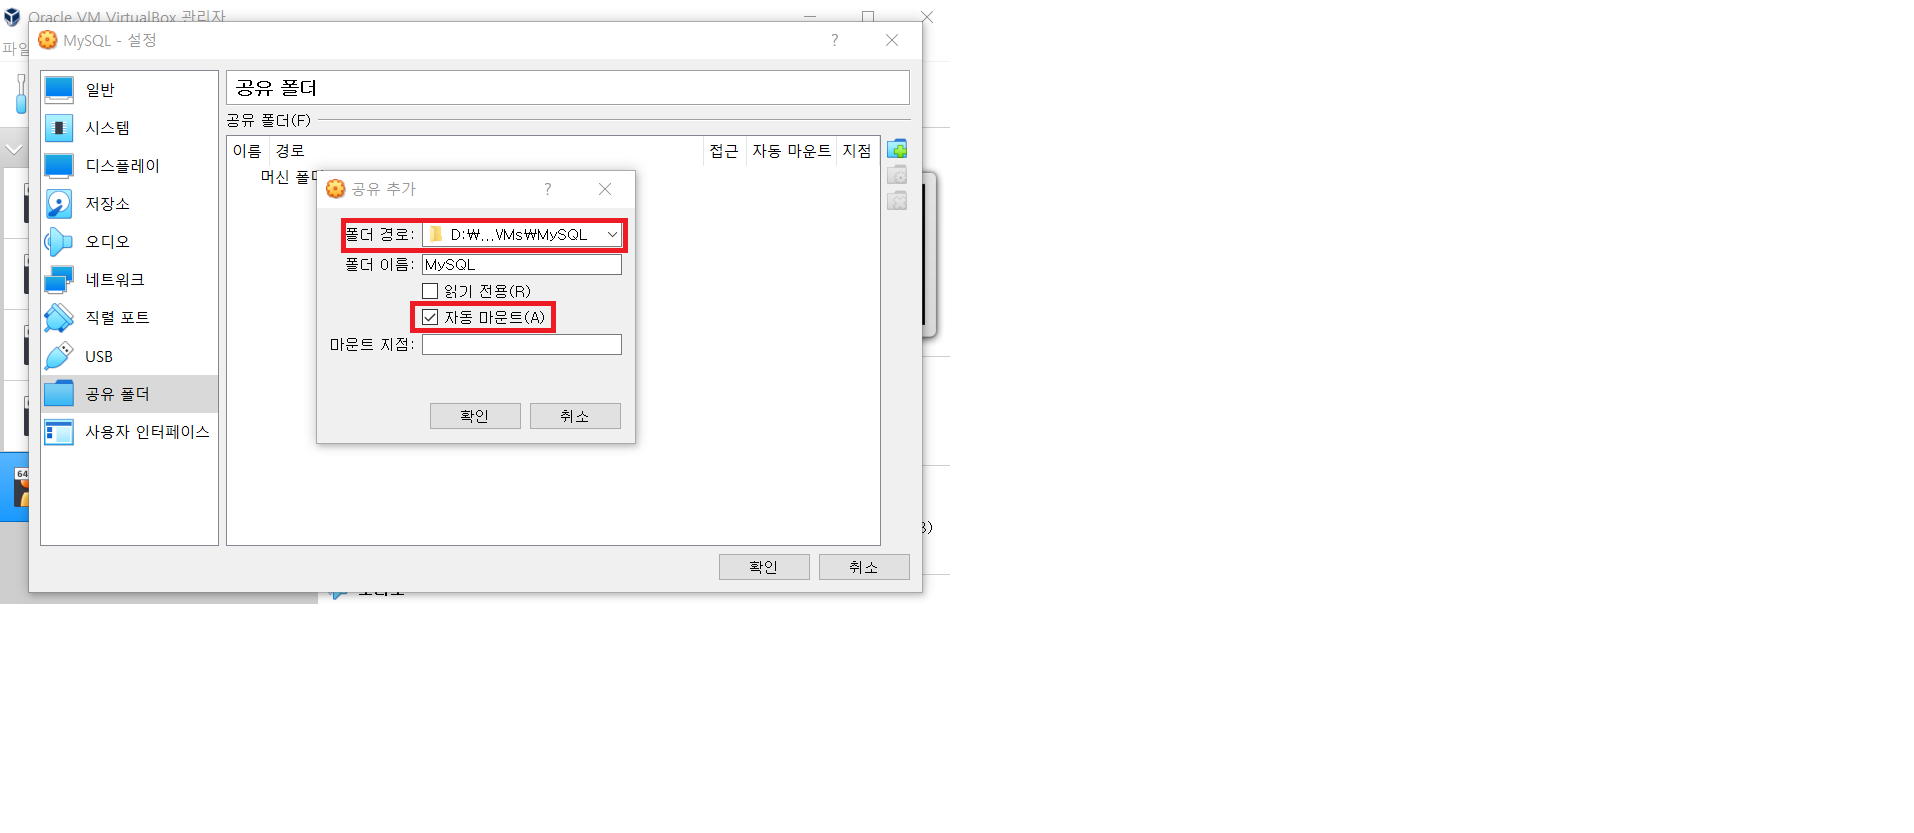 Oracle VM VirtualBox 관리자
파일
MySQL - 설정
?
일반
시스템
디스플레이
저장소
오디오
네트워크
직렬 포트
USB
공유 폴더
사용자 인터페이스
공유 폴더
공유 폴더(F)
이름 경로 접근 자동 마운트 지점
머신 폴더
공유 추가
?
폴더 경로: D:₩...VMs₩MySQL
폴더 이름: MySQL
읽기 전용(R)
자동 마운트(A)
마운트 지점:
확인 취소
64
3)
확인 취소